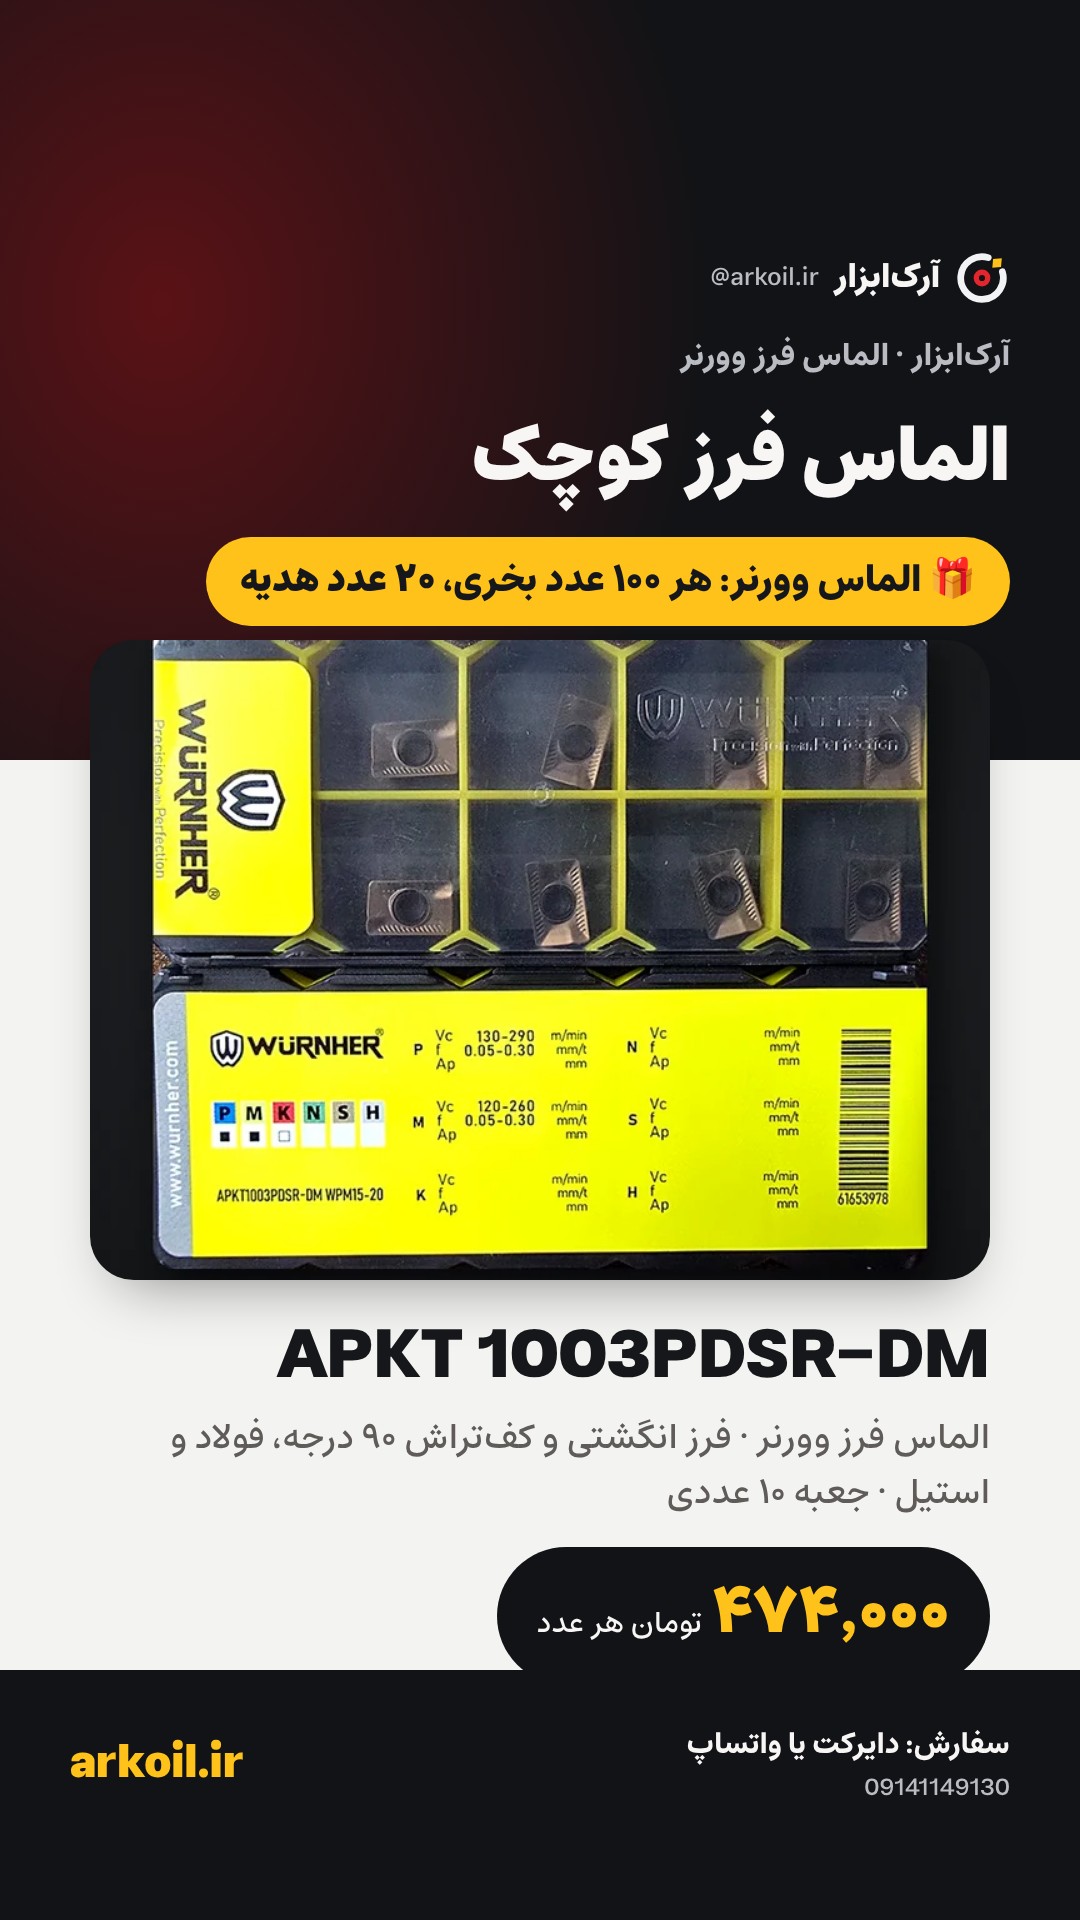 آرک‌ابزار @arkoil.ir
آرک‌ابزار · الماس فرز وورنر
الماس فرز کوچک
🎁 الماس وورنر: هر ۱۰۰ عدد بخری، ۲۰ عدد هدیه
WÜRNHER®
Precision with Perfection
WÜRNHER
Precision with Perfection
www.wurnher.com
WÜRNHER®
P M K N S H
APKT1003PDSR-DM WPM15-20
P Vc 130-290 m/min
f 0.05-0.30 mm/t
Ap mm
M Vc 120-260 m/min
f 0.05-0.30 mm/t
Ap mm
K Vc m/min
f mm/t
Ap mm
N Vc m/min
f mm/t
Ap mm
S Vc m/min
f mm/t
Ap mm
H Vc m/min
f mm/t
Ap mm
61653978
APKT 1003PDSR-DM
الماس فرز وورنر · فرز انگشتی و کف‌تراش ۹۰ درجه، فولاد و
استیل · جعبه ۱۰ عددی
۴۷۴,۰۰۰ تومان هر عدد
سفارش: دایرکت یا واتساپ
09141149130
arkoil.ir